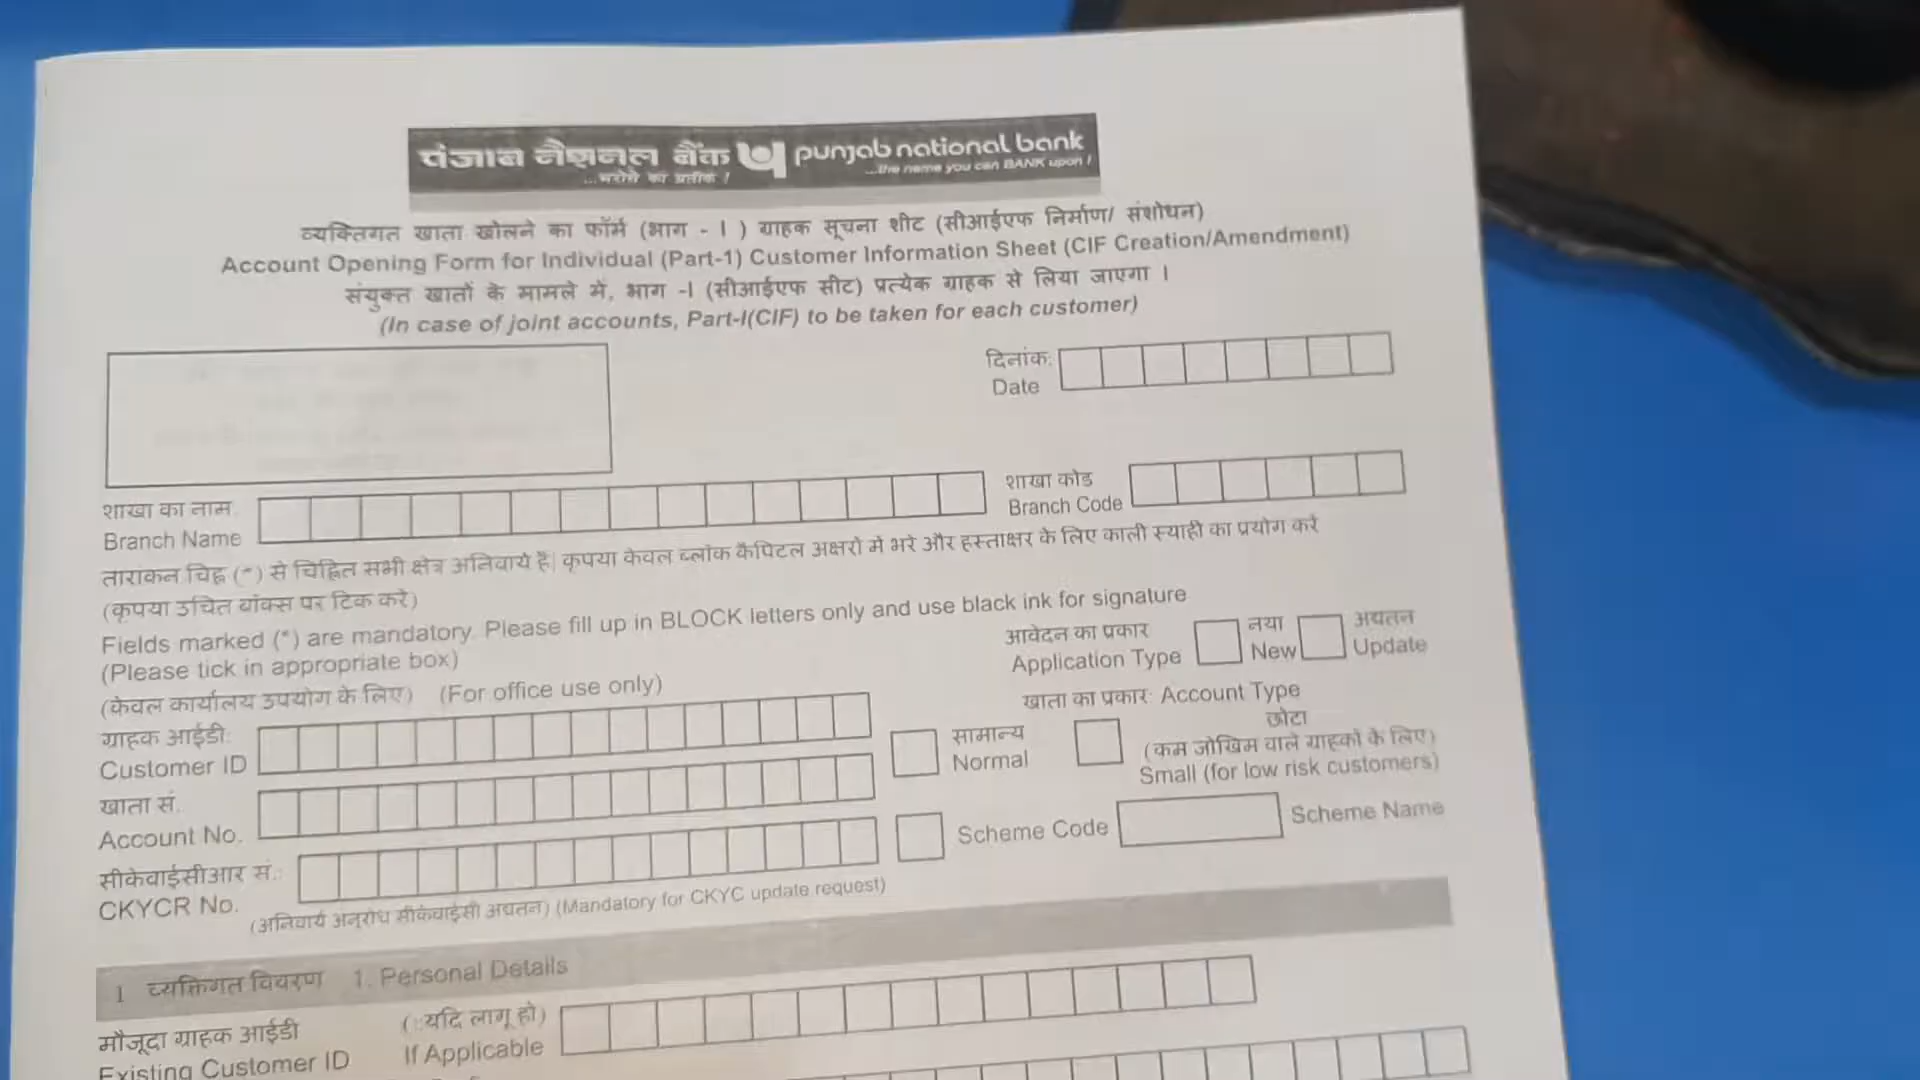 पंजाब नैशनल बैंक punjab national bank
...भरोसे का प्रतीक ! ...the name you can BANK upon !
व्यक्तिगत खाता खोलने का फॉर्म (भाग - I ) ग्राहक सूचना शीट (सीआईएफ निर्माण/ संशोधन)
Account Opening Form for Individual (Part-1) Customer Information Sheet (CIF Creation/Amendment)
संयुक्त खातों के मामले में, भाग -I (सीआईएफ सीट) प्रत्येक ग्राहक से लिया जाएगा ।
(In case of joint accounts, Part-I(CIF) to be taken for each customer)
दिनांक:
Date
शाखा का नाम:
Branch Name
शाखा कोड
Branch Code
तारांकन चिह्न (*) से चिह्नित सभी क्षेत्र अनिवार्य हैं| कृपया केवल ब्लॉक कैपिटल अक्षरों में भरें और हस्ताक्षर के लिए काली स्याही का प्रयोग करें
(कृपया उचित बॉक्स पर टिक करें)
Fields marked (*) are mandatory. Please fill up in BLOCK letters only and use black ink for signature
(Please tick in appropriate box)
आवेदन का प्रकार नया अद्यतन
Application Type New Update
(केवल कार्यालय उपयोग के लिए) (For office use only)
खाता का प्रकार: Account Type
ग्राहक आईडी:
Customer ID
सामान्य
Normal
छोटा
(कम जोखिम वाले ग्राहकों के लिए)
Small (for low risk customers)
खाता सं.
Account No.
Scheme Code Scheme Name
सीकेवाईसीआर सं.:
CKYCR No.
(अनिवार्य अनुरोध सीकेवाईसी अद्यतन) (Mandatory for CKYC update request)
1 व्यक्तिगत विवरण 1. Personal Details
मौजूदा ग्राहक आईडी (:यदि लागू हो)
Existing Customer ID If Applicable